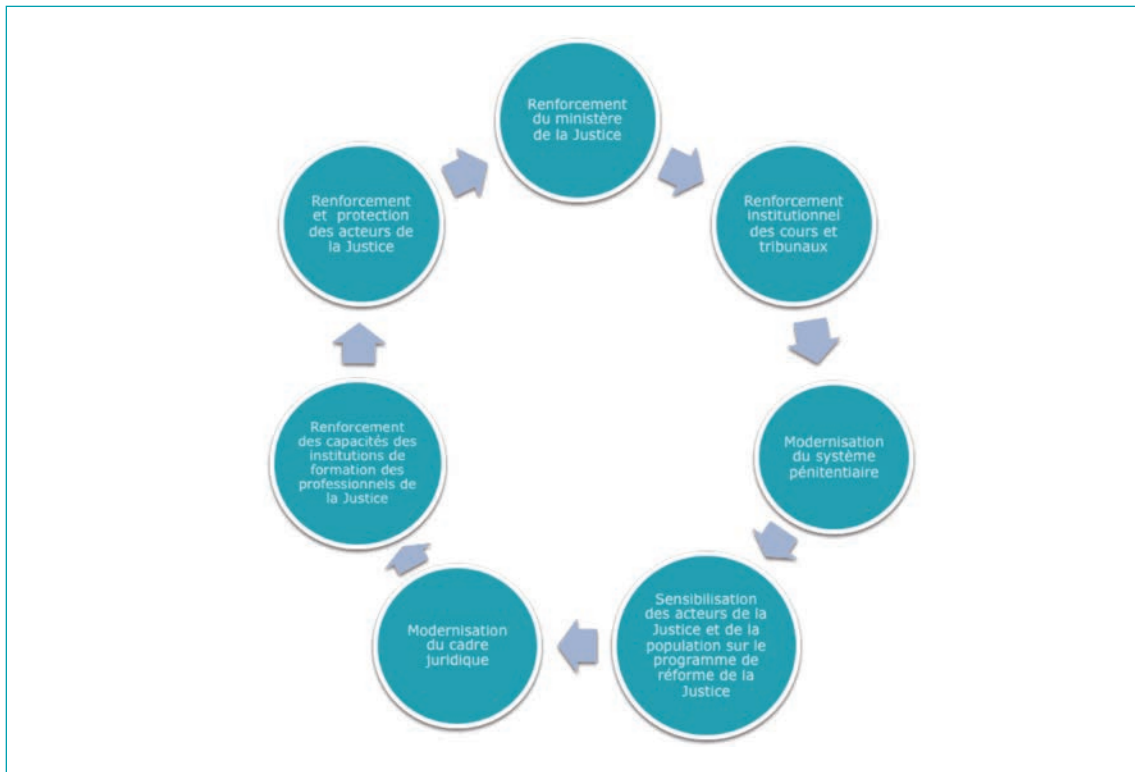 Renforcement
du ministère
de la Justice
Renforcement
institutionnel
des cours et
tribunaux
Modernisation
du système
pénitentiaire
Sensibilisation
des acteurs de la
Justice et de la
population sur le
programme de
réforme de la
Justice
Modernisation
du cadre
juridique
Renforcement
des capacités des
institutions de
formation des
professionnels de
la Justice
Renforcement
et protection
des acteurs de
la Justice